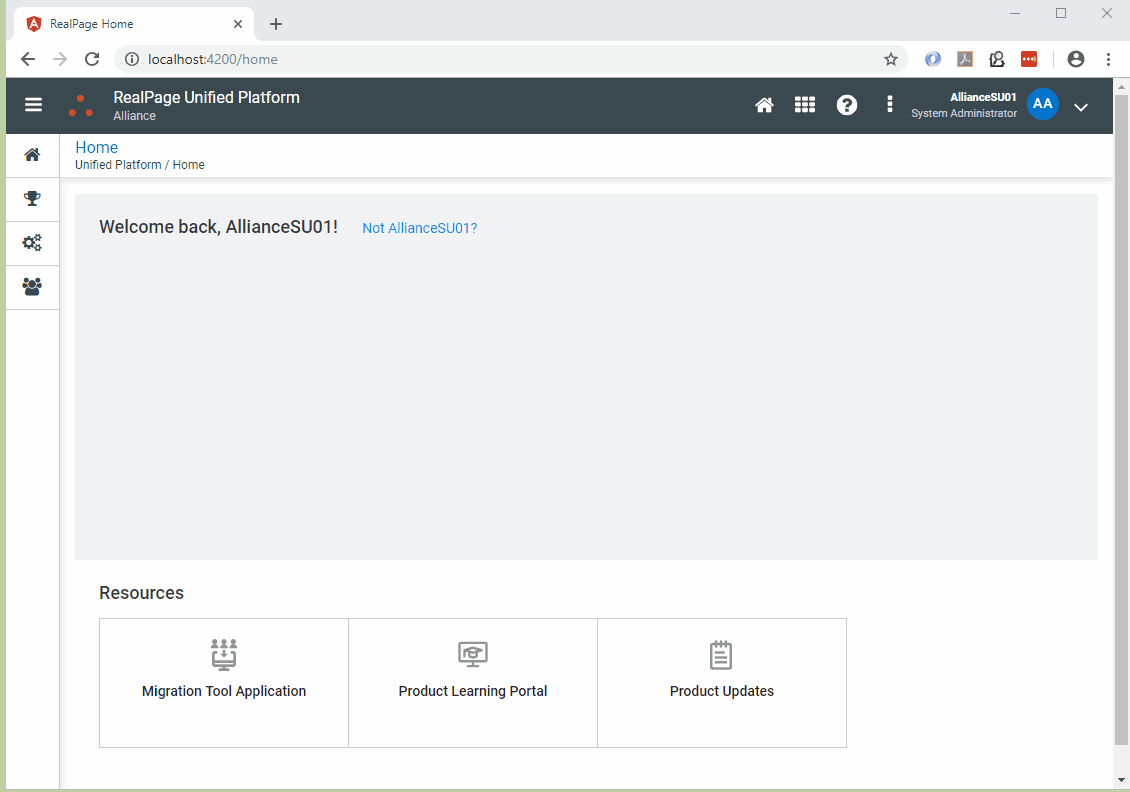 RealPage Home
localhost:4200/home
RealPage Unified Platform
Alliance
AllianceSU01
System Administrator
AA
Home
Unified Platform / Home
Welcome back, AllianceSU01!
Not AllianceSU01?
Resources
Migration Tool Application
Product Learning Portal
Product Updates